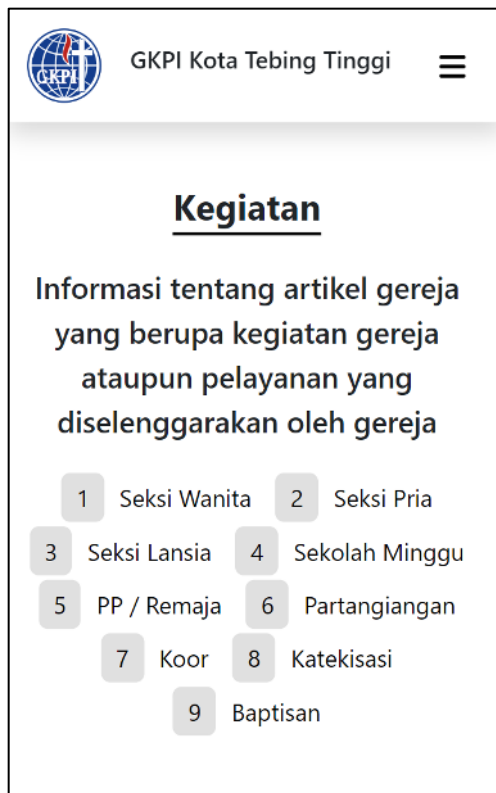 GKPI
GKPI Kota Tebing Tinggi
Kegiatan
Informasi tentang artikel gereja
yang berupa kegiatan gereja
ataupun pelayanan yang
diselenggarakan oleh gereja
1 Seksi Wanita 2 Seksi Pria
3 Seksi Lansia 4 Sekolah Minggu
5 PP / Remaja 6 Partangiangan
7 Koor 8 Katekisasi
9 Baptisan